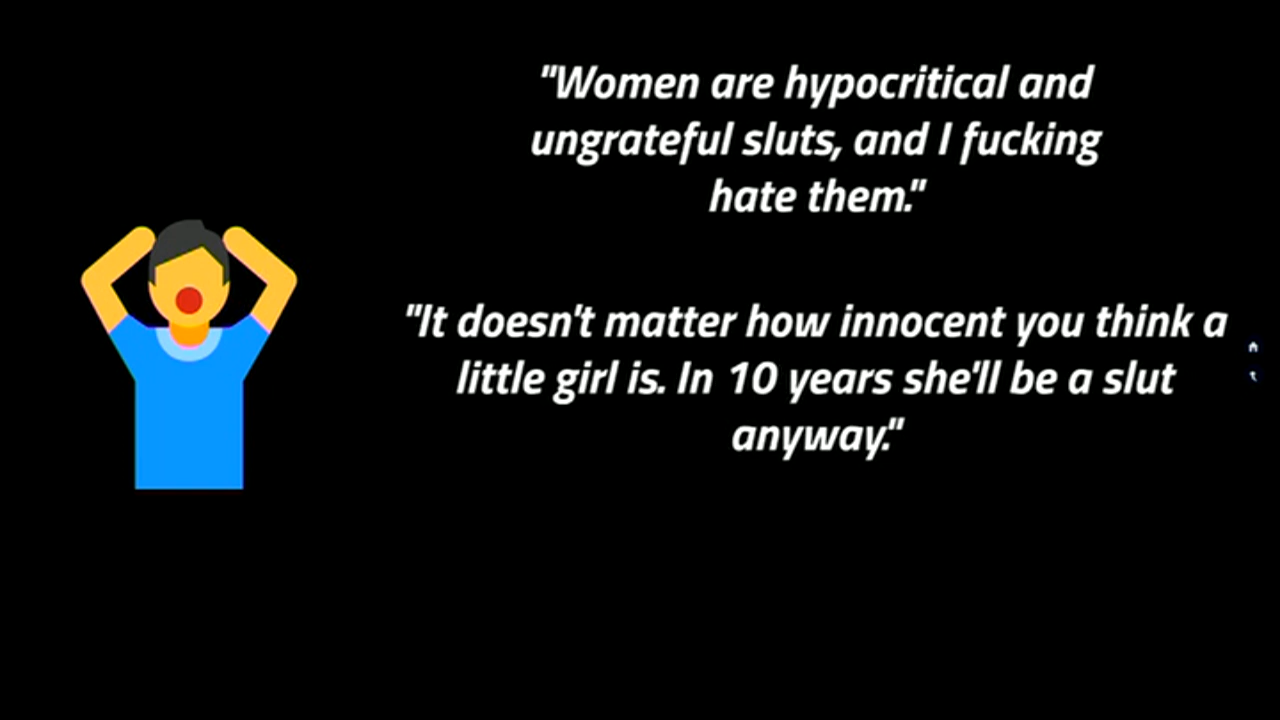 "Women are hypocritical and
ungrateful sluts, and I fucking
hate them."
"It doesn't matter how innocent you think a
little girl is. In 10 years she'll be a slut
anyway."